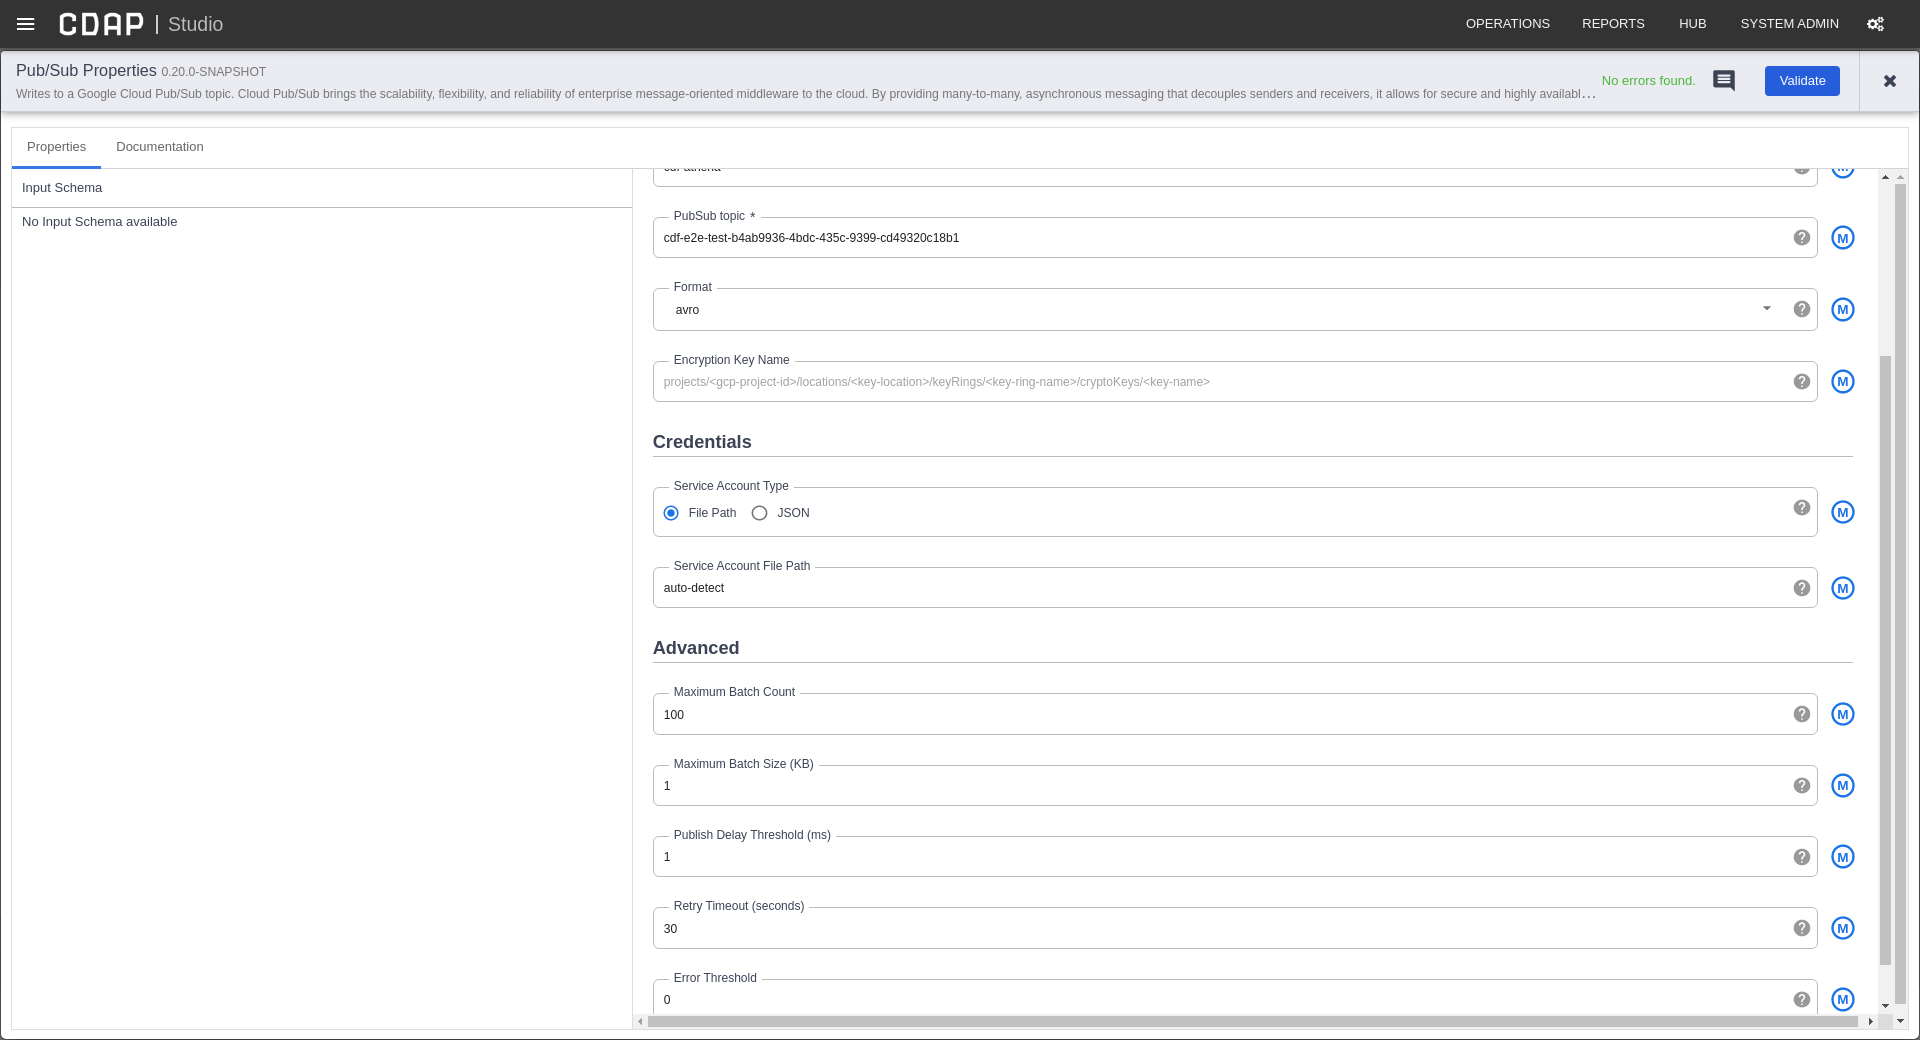 CDAP | Studio
OPERATIONS REPORTS HUB SYSTEM ADMIN
Pub/Sub Properties 0.20.0-SNAPSHOT
Writes to a Google Cloud Pub/Sub topic. Cloud Pub/Sub brings the scalability, flexibility, and reliability of enterprise message-oriented middleware to the cloud. By providing many-to-many, asynchronous messaging that decouples senders and receivers, it allows for secure and highly availabl...
No errors found.
Validate
Properties Documentation
Input Schema
No Input Schema available
PubSub topic *
cdf-e2e-test-b4ab9936-4bdc-435c-9399-cd49320c18b1
M
Format
avro
M
Encryption Key Name
projects/<gcp-project-id>/locations/<key-location>/keyRings/<key-ring-name>/cryptoKeys/<key-name>
M
Credentials
Service Account Type
File Path JSON
M
Service Account File Path
auto-detect
M
Advanced
Maximum Batch Count
100
M
Maximum Batch Size (KB)
1
M
Publish Delay Threshold (ms)
1
M
Retry Timeout (seconds)
30
M
Error Threshold
0
M